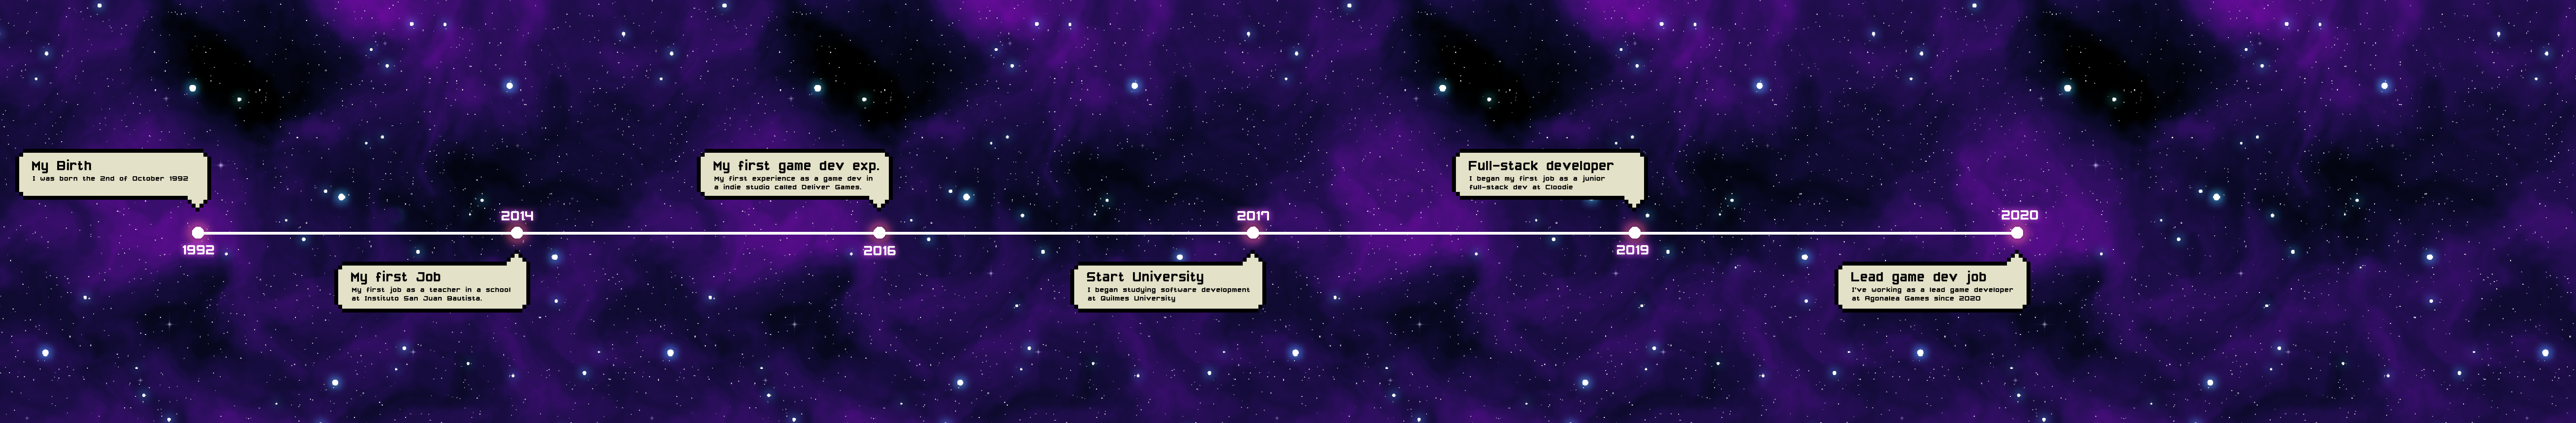 My Birth
I was born the 2nd of October 1992
1992
2014
My first Job
My first job as a teacher in a school
at Instituto San Juan Bautista.
My first game dev exp.
My first experience as a game dev in
a indie studio called Deliver Games.
2016
2017
Start University
I began studying software development
at Quilmes University
Full-stack developer
I began my first job as a junior
full-stack dev at Cloodie
2019
2020
Lead game dev job
I've working as a lead game developer
at Agonalea Games since 2020